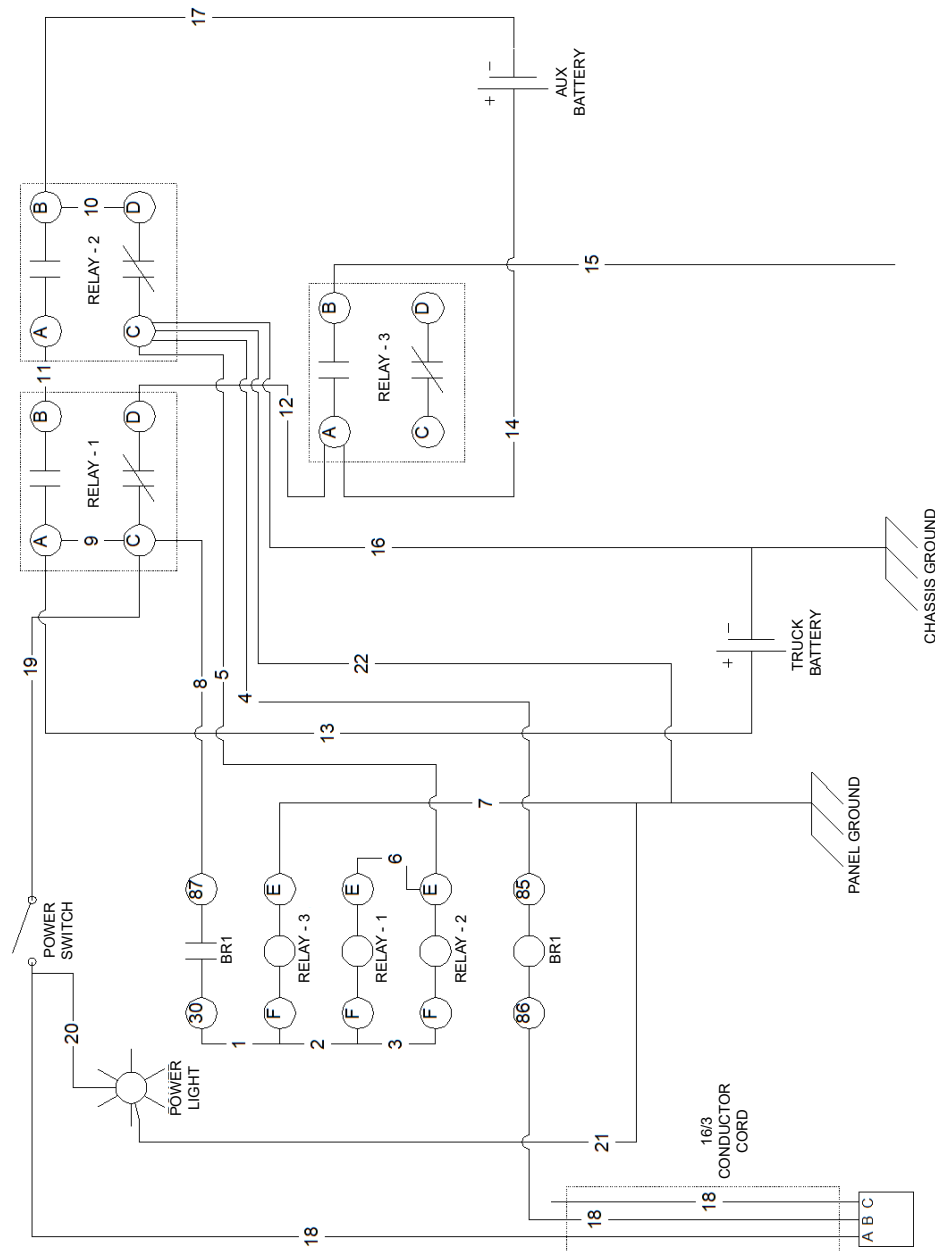 19
A
B
11
A
B
POWER
SWITCH
20
9
RELAY - 1
RELAY - 2
10
C
D
C
D
POWER
LIGHT
17
30
87
8
BR1
5
1
4
F
E
12
RELAY - 3
18
2
13
A
B
F
E
22
RELAY - 1
16
RELAY - 3
3
6
C
D
F
E
RELAY - 2
7
+ -
14
86
85
BR1
AUX
BATTERY
15
18
21
18
16/3
CONDUCTOR
CORD
+ -
TRUCK
BATTERY
PANEL GROUND
A
B
C
CHASSIS GROUND